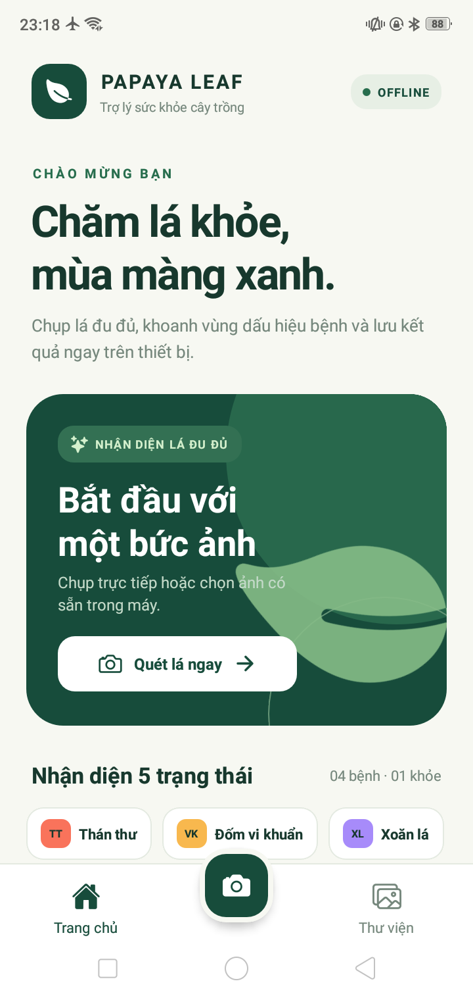 23:18
88
PAPAYA LEAF
Trợ lý sức khỏe cây trồng
OFFLINE
CHÀO MỪNG BẠN
Chăm lá khỏe,
mùa màng xanh.
Chụp lá đu đủ, khoanh vùng dấu hiệu bệnh và lưu kết
quả ngay trên thiết bị.
NHẬN DIỆN LÁ ĐU ĐỦ
Bắt đầu với
một bức ảnh
Chụp trực tiếp hoặc chọn ảnh có
sẵn trong máy.
Quét lá ngay
Nhận diện 5 trạng thái
04 bệnh · 01 khỏe
TT Thán thư
VK Đốm vi khuẩn
XL Xoăn lá
Trang chủ
Thư viện